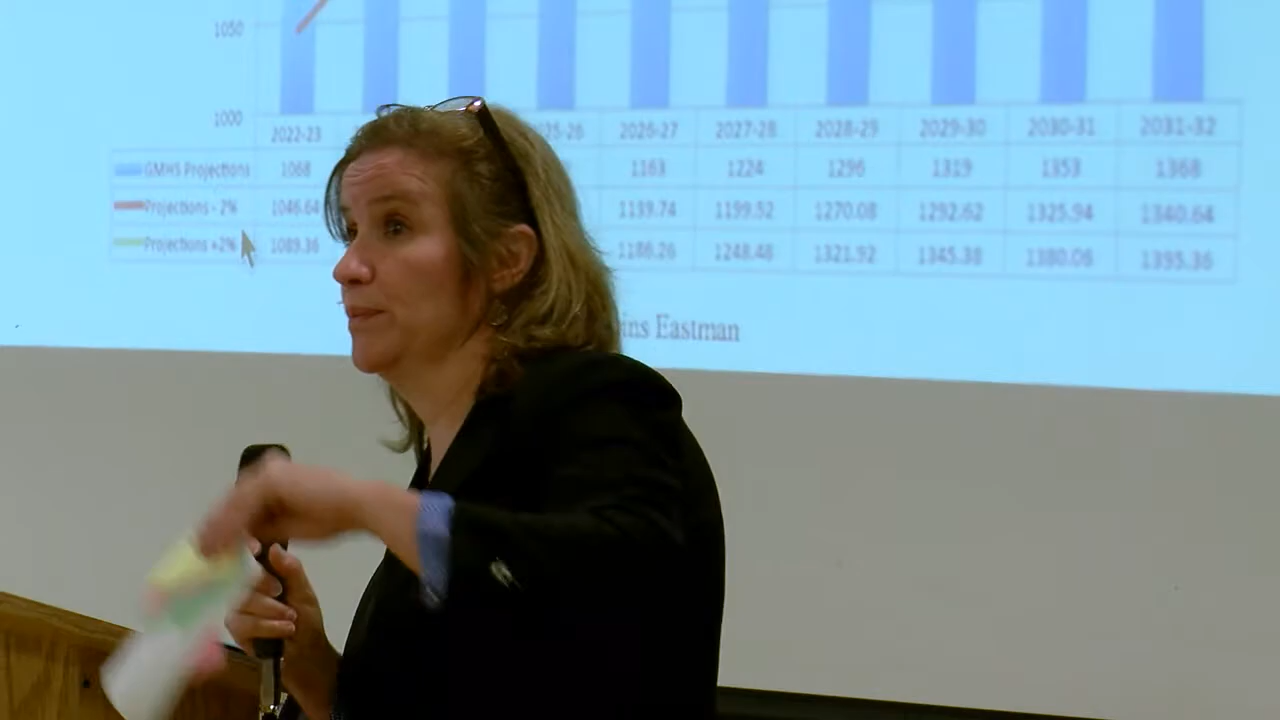 1050
1000
2022-23 25-26 2026-27 2027-28 2028-29 2029-30 2030-31 2031-32
GMHS Projections 1068 1163 1224 1296 1319 1353 1368
Projections - 2% 1046.64 1139.74 1199.52 1270.08 1292.62 1325.94 1340.64
Projections +2% 1089.36 1186.26 1248.48 1321.92 1345.38 1380.06 1395.36
ins Eastman